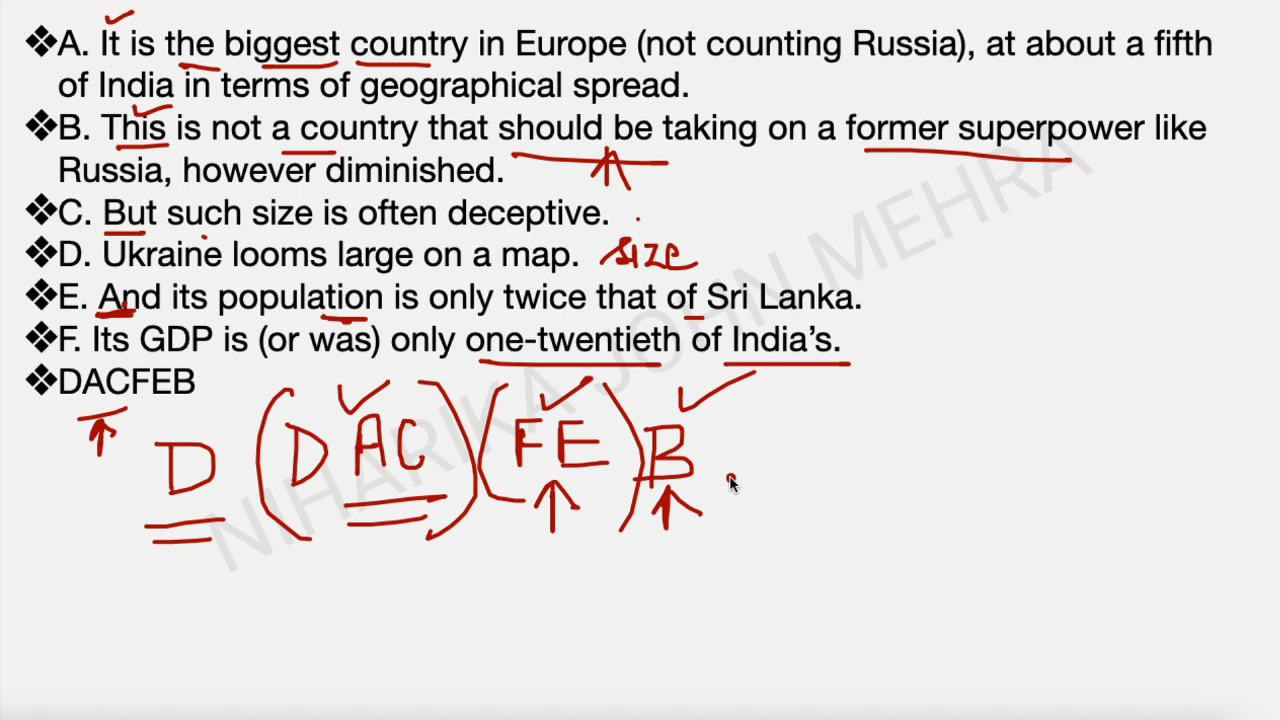 ❖A. It is the biggest country in Europe (not counting Russia), at about a fifth
of India in terms of geographical spread.
❖B. This is not a country that should be taking on a former superpower like
Russia, however diminished.
❖C. But such size is often deceptive.
❖D. Ukraine looms large on a map. size
❖E. And its population is only twice that of Sri Lanka.
❖F. Its GDP is (or was) only one-twentieth of India's.
❖DACFEB
D (DAC) (FE) B
NIHARIKA JOHN MEHRA